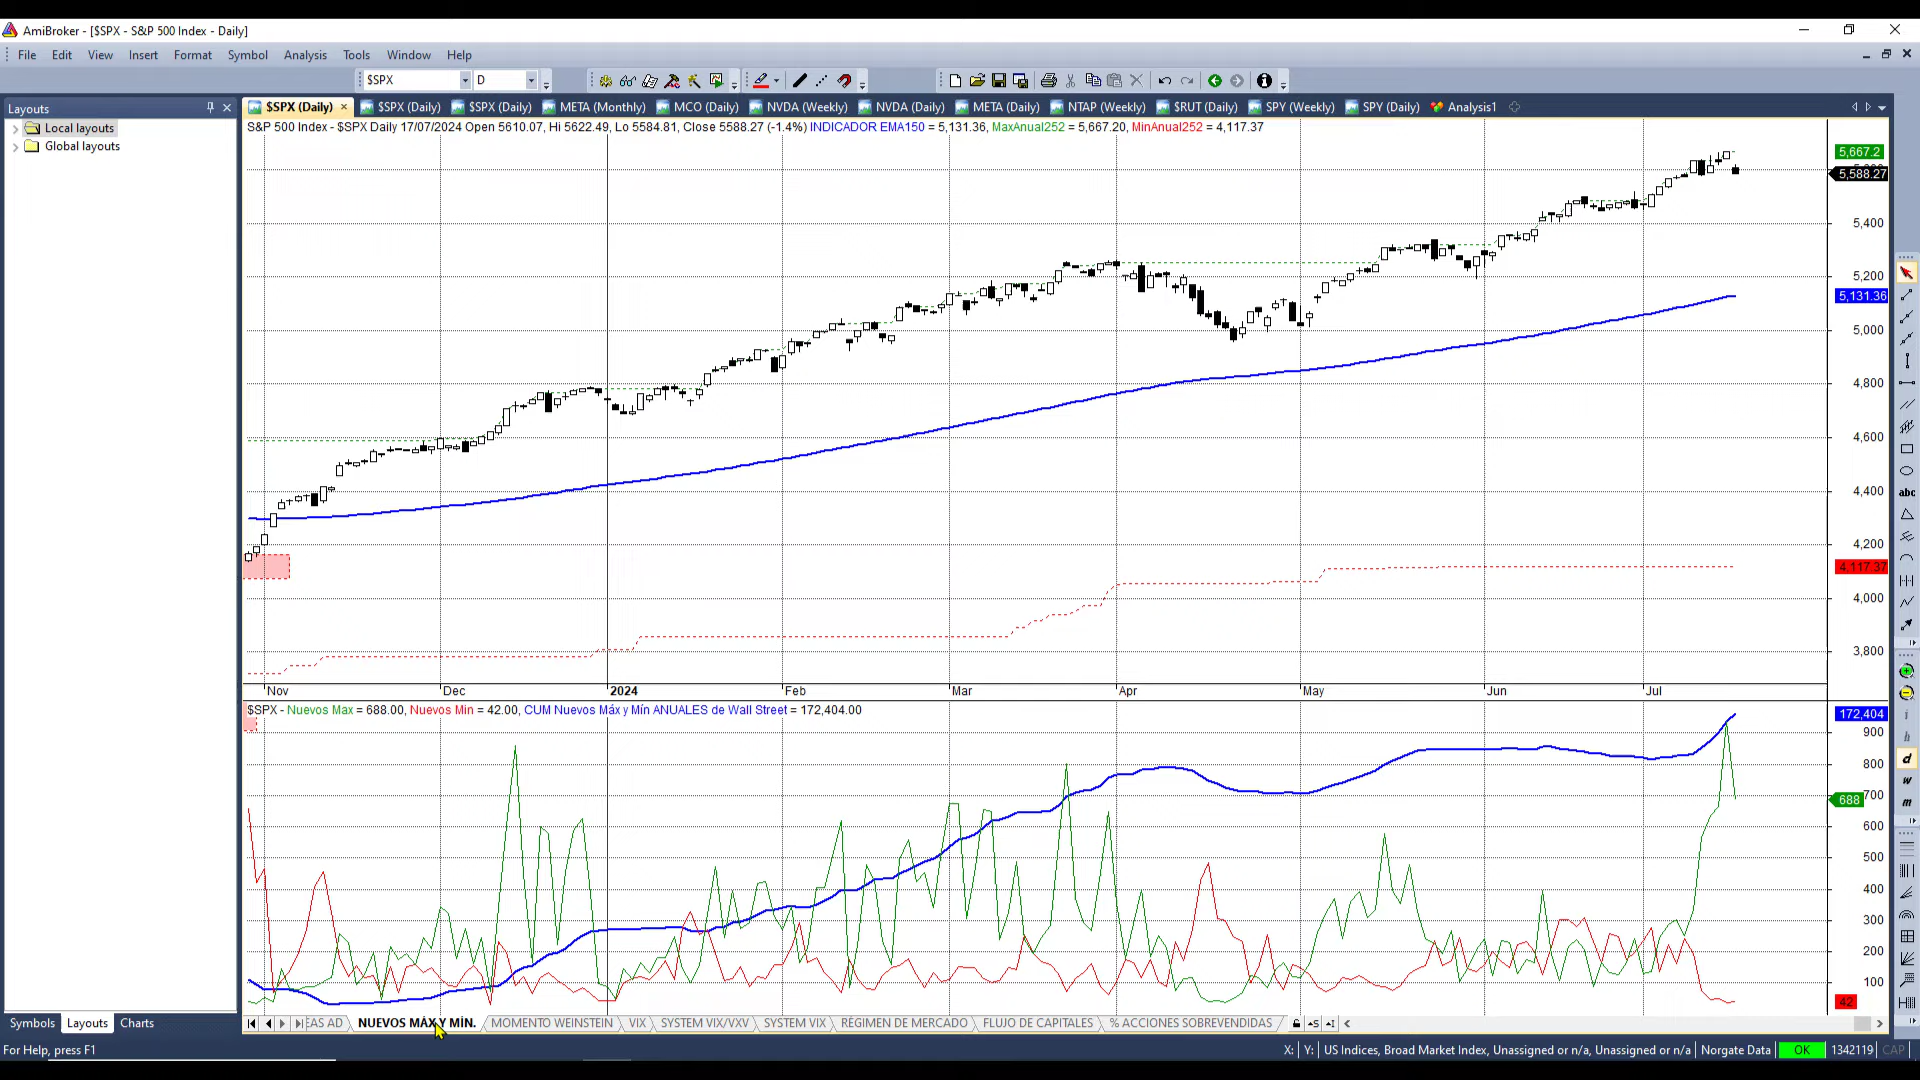 AmiBroker - [$SPX - S&P 500 Index - Daily]
File Edit View Insert Format Symbol Analysis Tools Window Help
$SPX D
Layouts
$SPX (Daily) $SPX (Daily) $SPX (Daily) META (Monthly) MCO (Daily) NVDA (Weekly) NVDA (Daily) META (Daily) NTAP (Weekly) $RUT (Daily) SPY (Weekly) SPY (Daily) Analysis1
Local layouts
Global layouts
S&P 500 Index - $SPX Daily 17/07/2024 Open 5610.07, Hi 5622.49, Lo 5584.81, Close 5588.27 (-1.4%) INDICADOR EMA150 = 5,131.36, MaxAnual252 = 5,667.20, MinAnual252 = 4,117.37
5,667.2
5,588.27
5,400
5,200
5,131.36
5,000
4,800
4,600
4,400
4,200
4,117.37
4,000
3,800
Nov Dec 2024 Feb Mar Apr May Jun Jul
$SPX - Nuevos Max = 688.00, Nuevos Min = 42.00, CUM Nuevos Máx y Mín ANUALES de Wall Street = 172,404.00
172,404
900
800
700
688
600
500
400
300
200
100
42
abc
i
h
d
w
m
Symbols Layouts Charts
EAS AD NUEVOS MÁX Y MÍN. MOMENTO WEINSTEIN VIX SYSTEM VIX/VXV SYSTEM VIX RÉGIMEN DE MERCADO FLUJO DE CAPITALES % ACCIONES SOBREVENDIDAS
For Help, press F1
X: Y: US Indices, Broad Market Index, Unassigned or n/a, Unassigned or n/a Norgate Data OK 1342119 CAP